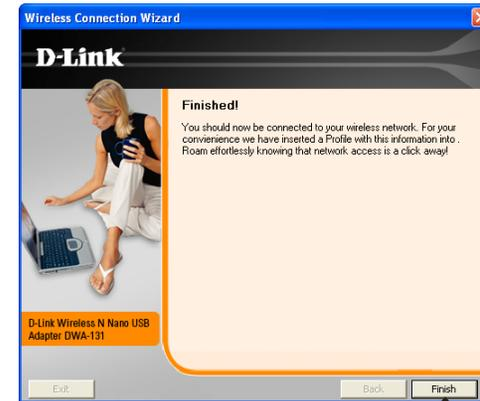 Wireless Connection Wizard
D-Link
Finished!
You should now be connected to your wireless network. For your
convienience we have inserted a Profile with this information into .
Roam effortlessly knowing that network access is a click away!
D-Link Wireless N Nano USB
Adapter DWA-131
Exit
Back
Finish